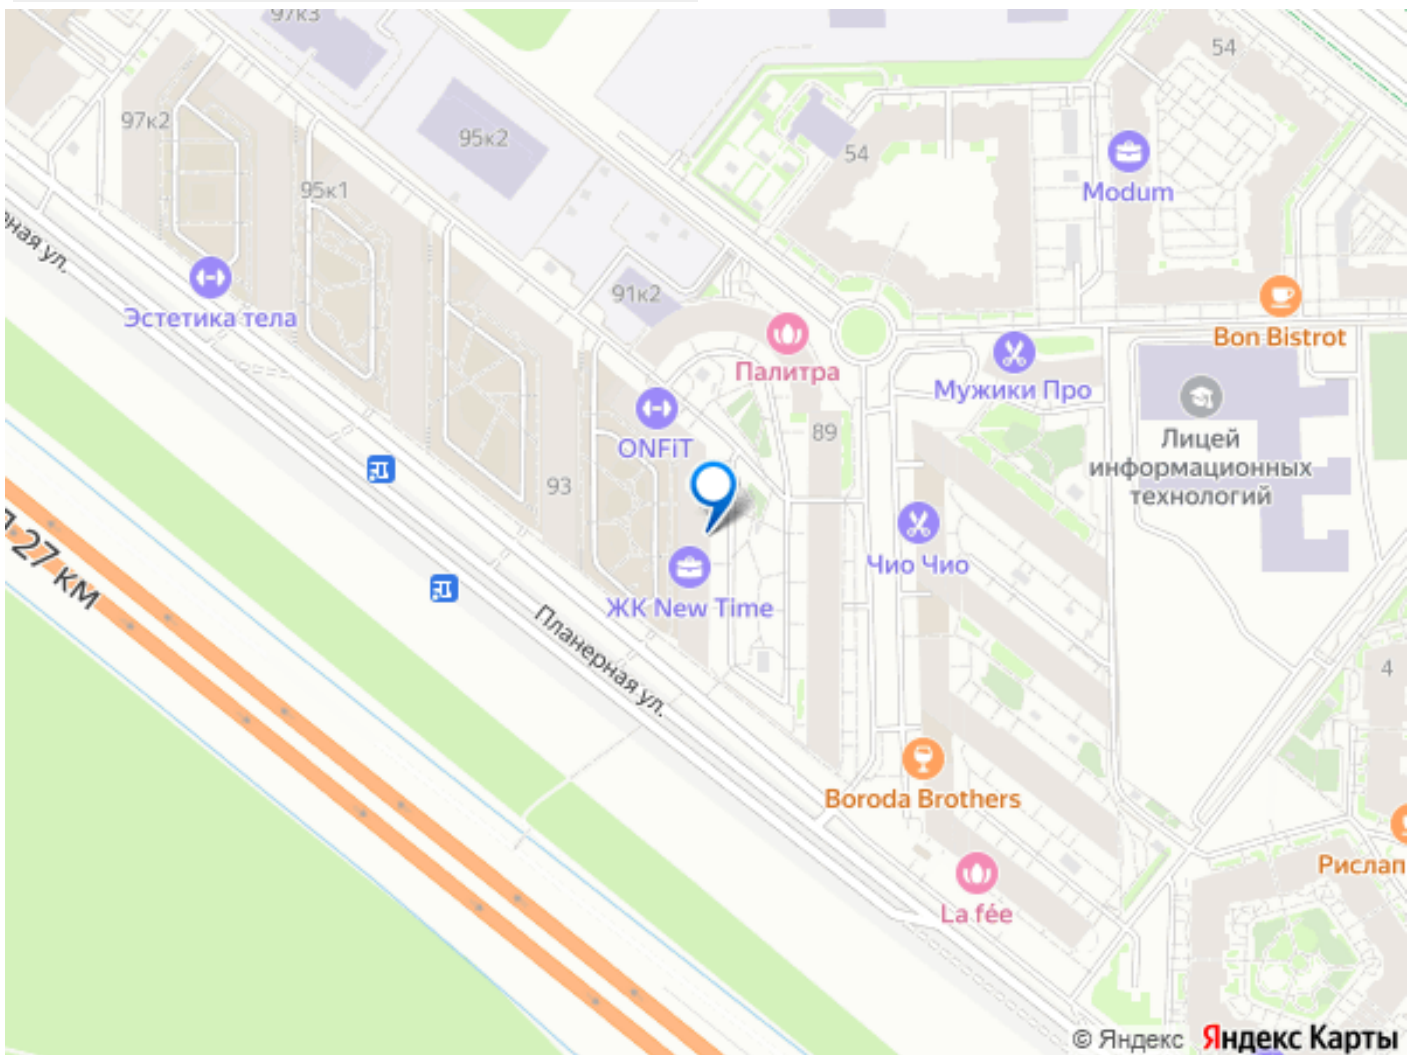 97к3
54
97к2
95к2
54
Modum
95к1
ная ул.
Эстетика тела
91к2
Палитра
Bon Bistrot
Мужики Про
ONFiT
89
Лицей
информационных
технологий
93
Чио Чио
27 км
ЖК New Time
Планерная ул.
4
Boroda Brothers
Рислап
La fée
© Яндекс Яндекс Карты